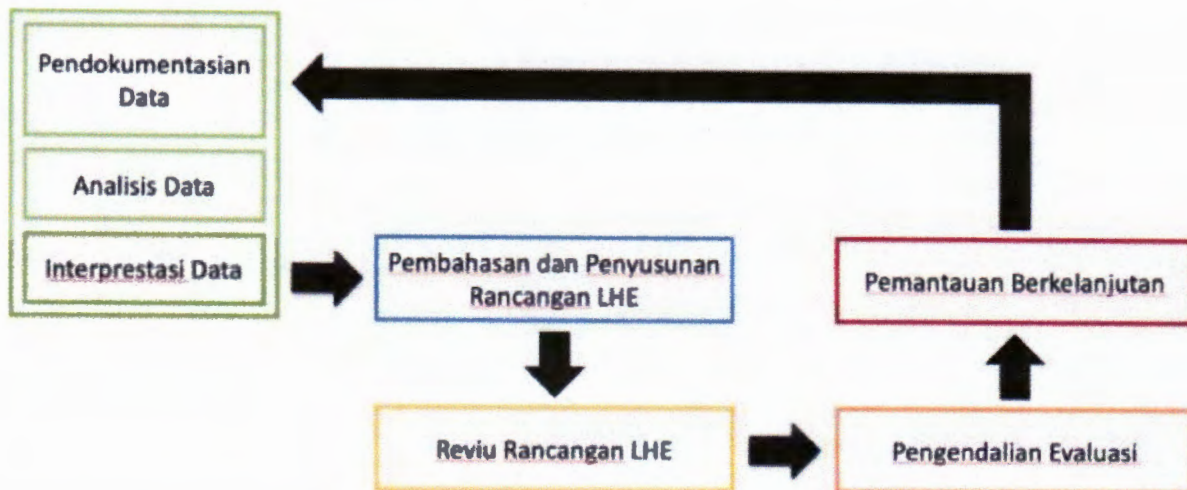 Pendokumentasian
Data
Analisis Data
Interprestasi Data
Pembahasan dan Penyusunan
Rancangan LHE
Reviu Rancangan LHE
Pengendalian Evaluasi
Pemantauan Berkelanjutan